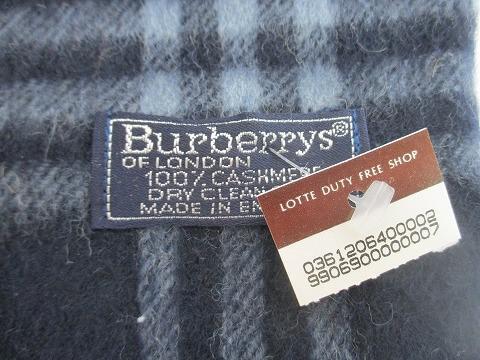 Burberrys®
OF LONDON
100% CASHMERE
DRY CLEAN
MADE IN
LOTTE DUTY FREE SHOP
0361206400002
9906900000007